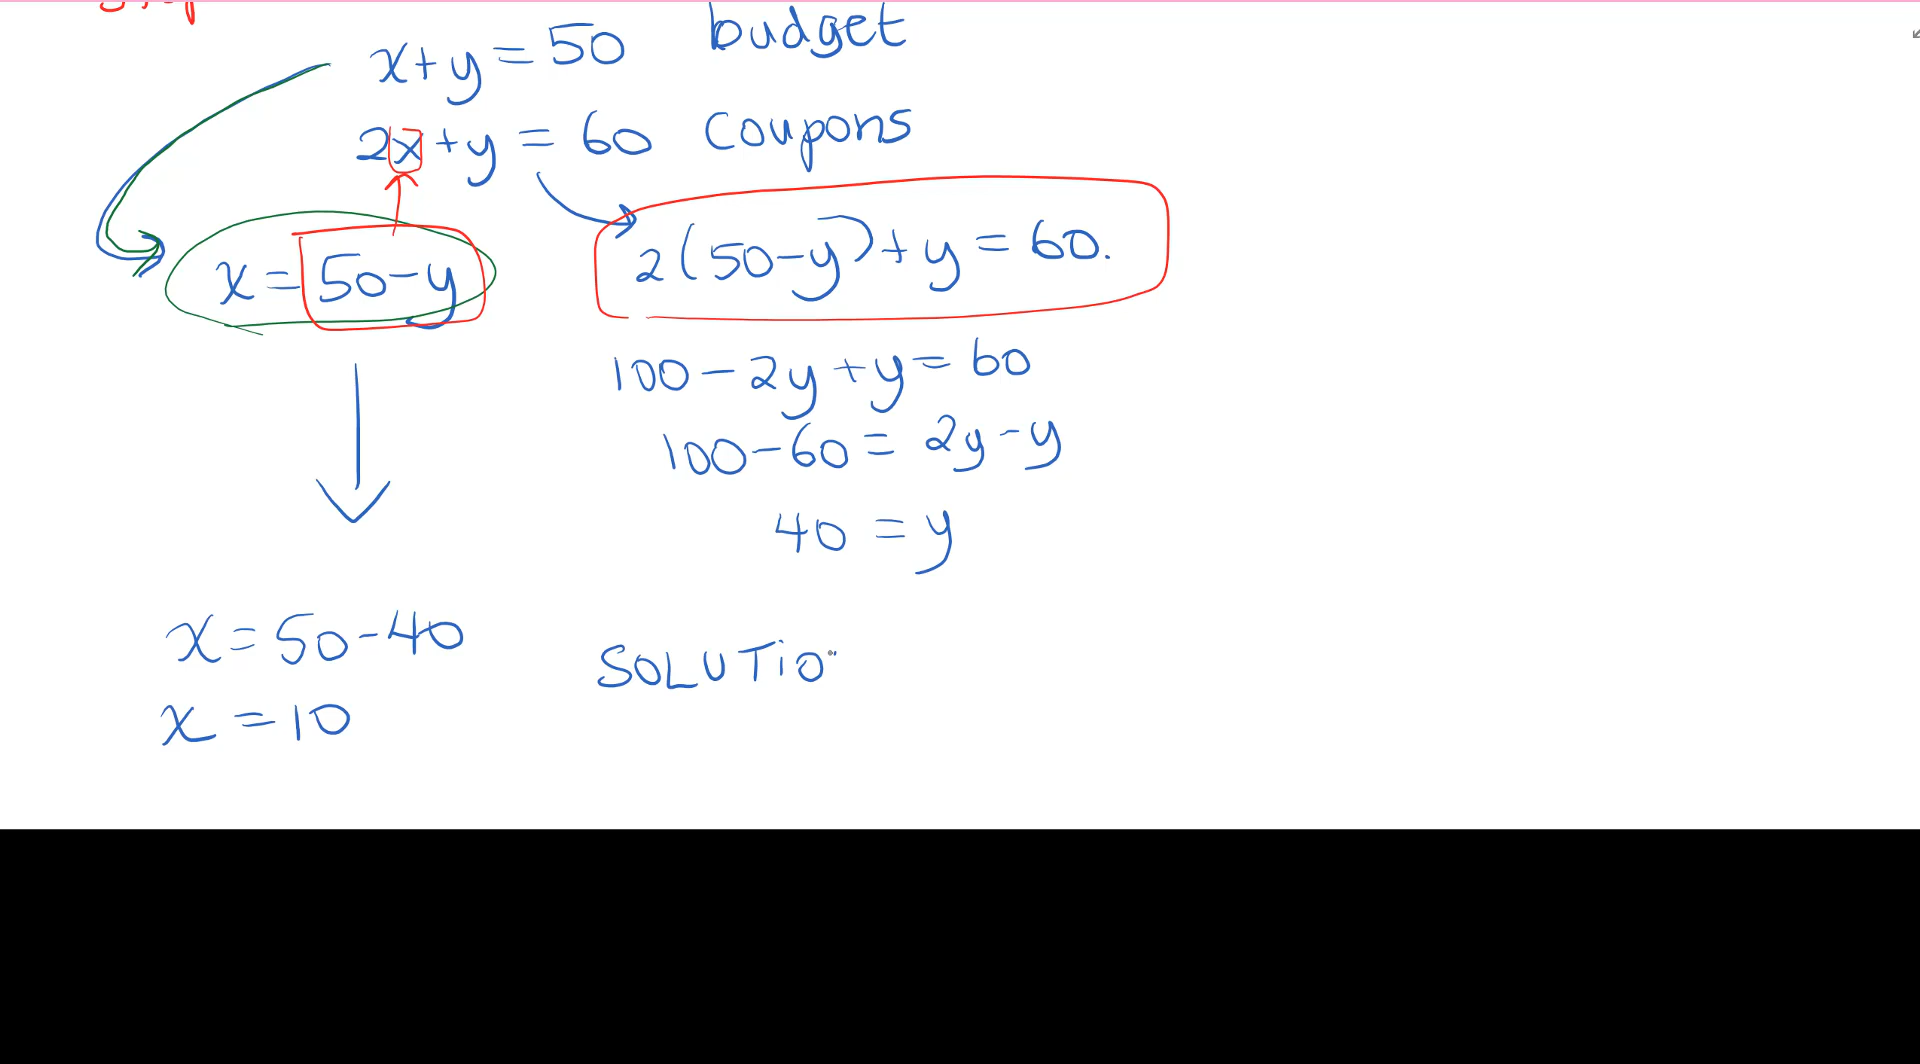 x+y=50 budget
2x+y=60 coupons
x=50-y
2(50-y)+y=60.
100-2y+y=60
100-60=2y-y
40=y
x=50-40
x=10
SOLUTiO